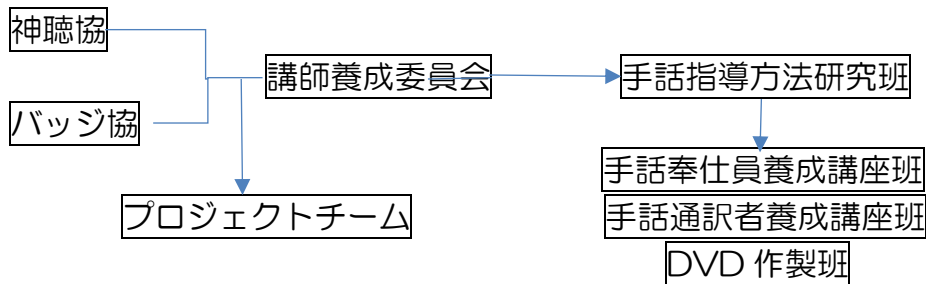 神聴協
講師養成委員会
手話指導方法研究班
バッジ協
手話奉仕員養成講座班
プロジェクトチーム
手話通訳者養成講座班
DVD 作製班